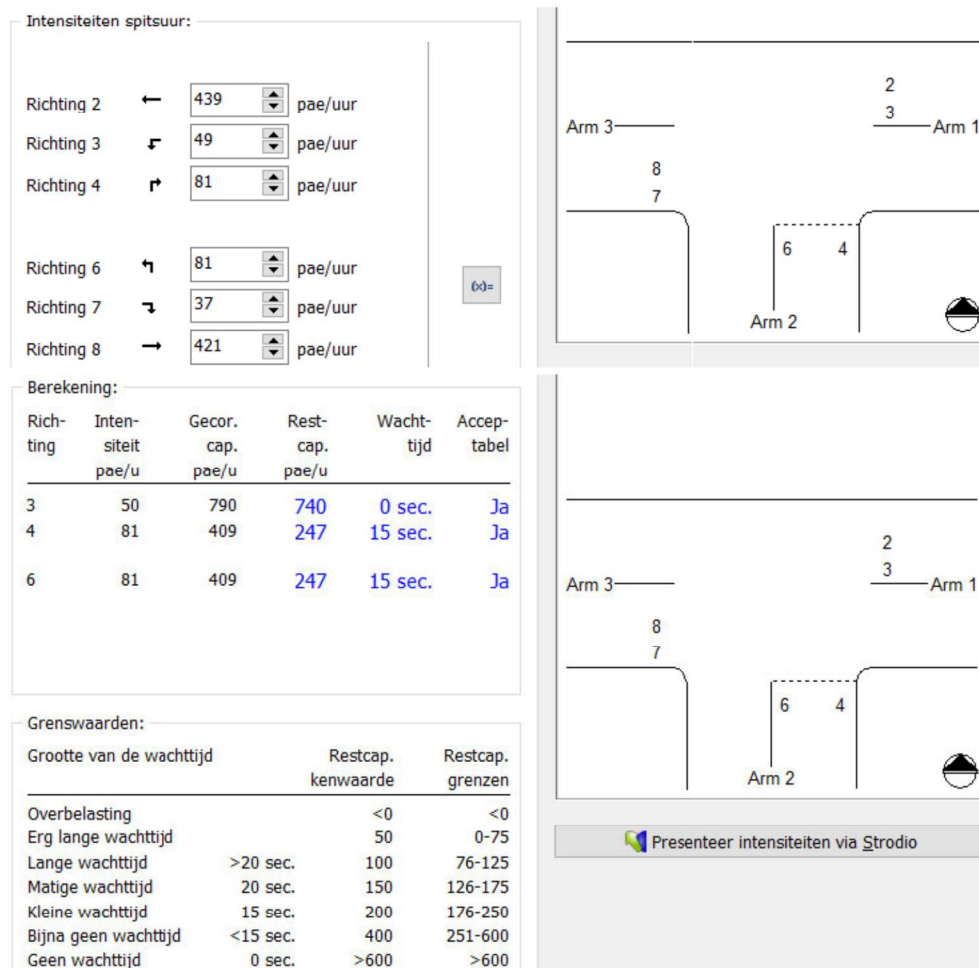 Intensiteiten spitsuur:
Richting 2 ← 439 pae/uur
Richting 3 49 pae/uur
Richting 4 81 pae/uur
Richting 6 81 pae/uur
Richting 7 37 pae/uur
Richting 8 → 421 pae/uur
(x)=
2
3
Arm 3 Arm 1
8
7
6 4
Arm 2
Berekening:
Rich- Inten- Gecor. Rest- Wacht- Accep-
ting siteit cap. cap. tijd tabel
pae/u pae/u pae/u
3 50 790 740 0 sec. Ja
4 81 409 247 15 sec. Ja
6 81 409 247 15 sec. Ja
2
3
Arm 3 Arm 1
8
7
6 4
Arm 2
Grenswaarden:
Grootte van de wachttijd Restcap. Restcap.
kenwaarde grenzen
Overbelasting <0 <0
Erg lange wachttijd 50 0-75
Lange wachttijd >20 sec. 100 76-125
Matige wachttijd 20 sec. 150 126-175
Kleine wachttijd 15 sec. 200 176-250
Bijna geen wachttijd <15 sec. 400 251-600
Geen wachttijd 0 sec. >600 >600
Presenteer intensiteiten via Strodio